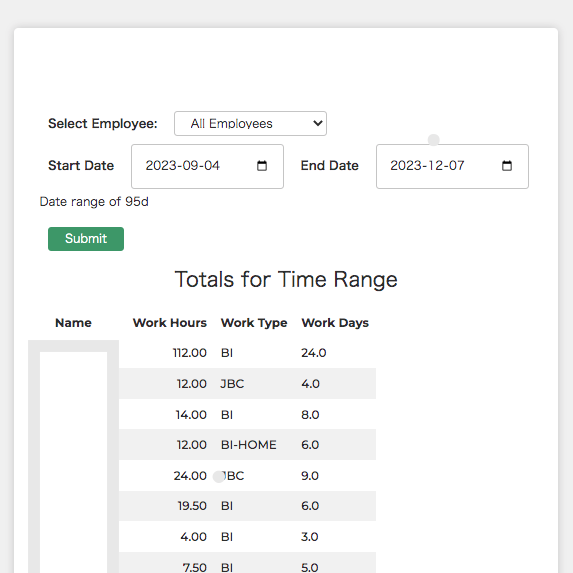 Select Employee: All Employees
Start Date 2023-09-04 End Date 2023-12-07
Date range of 95d
Submit
Totals for Time Range
Name Work Hours Work Type Work Days
112.00 BI 24.0
12.00 JBC 4.0
14.00 BI 8.0
12.00 BI-HOME 6.0
24.00 JBC 9.0
19.50 BI 6.0
4.00 BI 3.0
7.50 BI 5.0